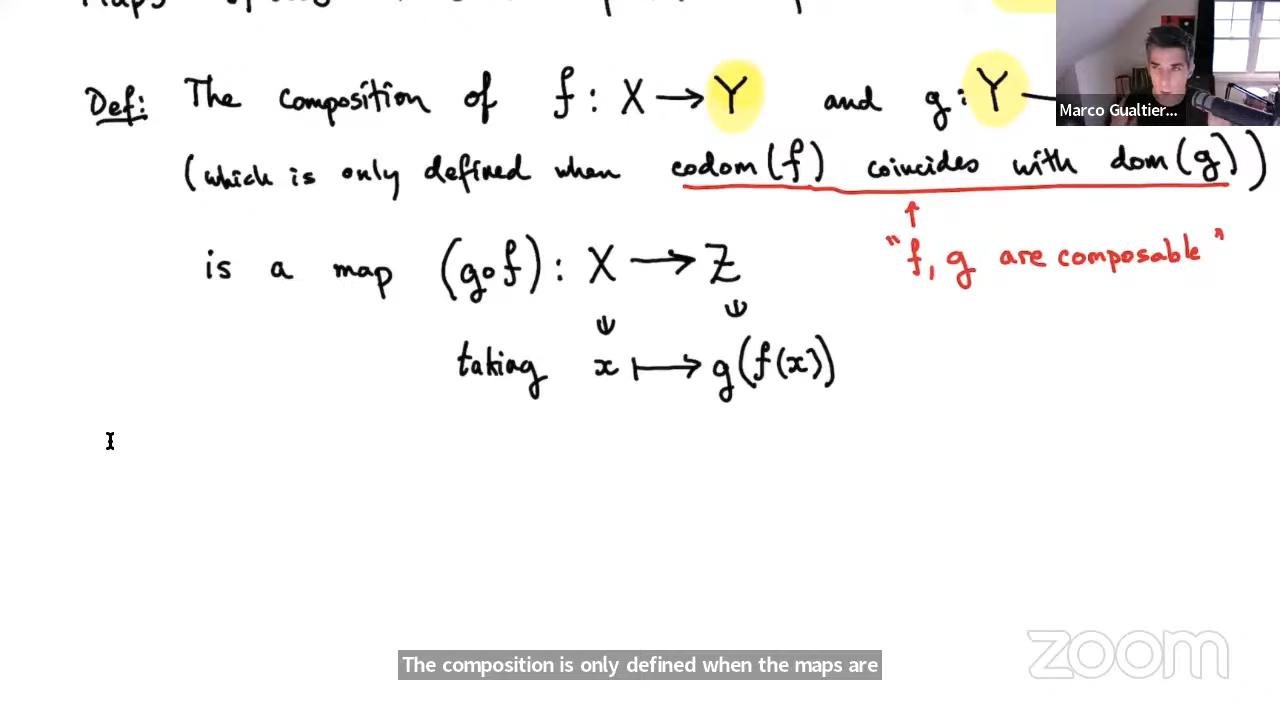 Maps
Def: The composition of f : X → Y and g : Y —
(which is only defined when codom(f) coincides with dom(g))
↑
"f, g are composable"
is a map (g∘f) : X → Z
taking x ↦ g(f(x))
Marco Gualtier...
The composition is only defined when the maps are
zoom